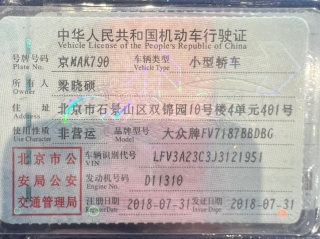 中华人民共和国机动车行驶证
Vehicle License of the People's Republic of China
号牌号码 京MAK790 车辆类型 小型轿车
Plate No. Vehicle Type
所有人 梁晓硕
Owner
住址 北京市石景山区双锦园10号楼4单元401号
Address
使用性质 非营运 品牌型号 大众牌FV7187BBDBG
Use Character Model
北京市公安局公安交通管理局
车辆识别代号 LFV3A23C3J3121951
VIN
发动机号码 D11310
Engine No.
注册日期 2018-07-31 发证日期 2018-07-31
Register Date Issue Date